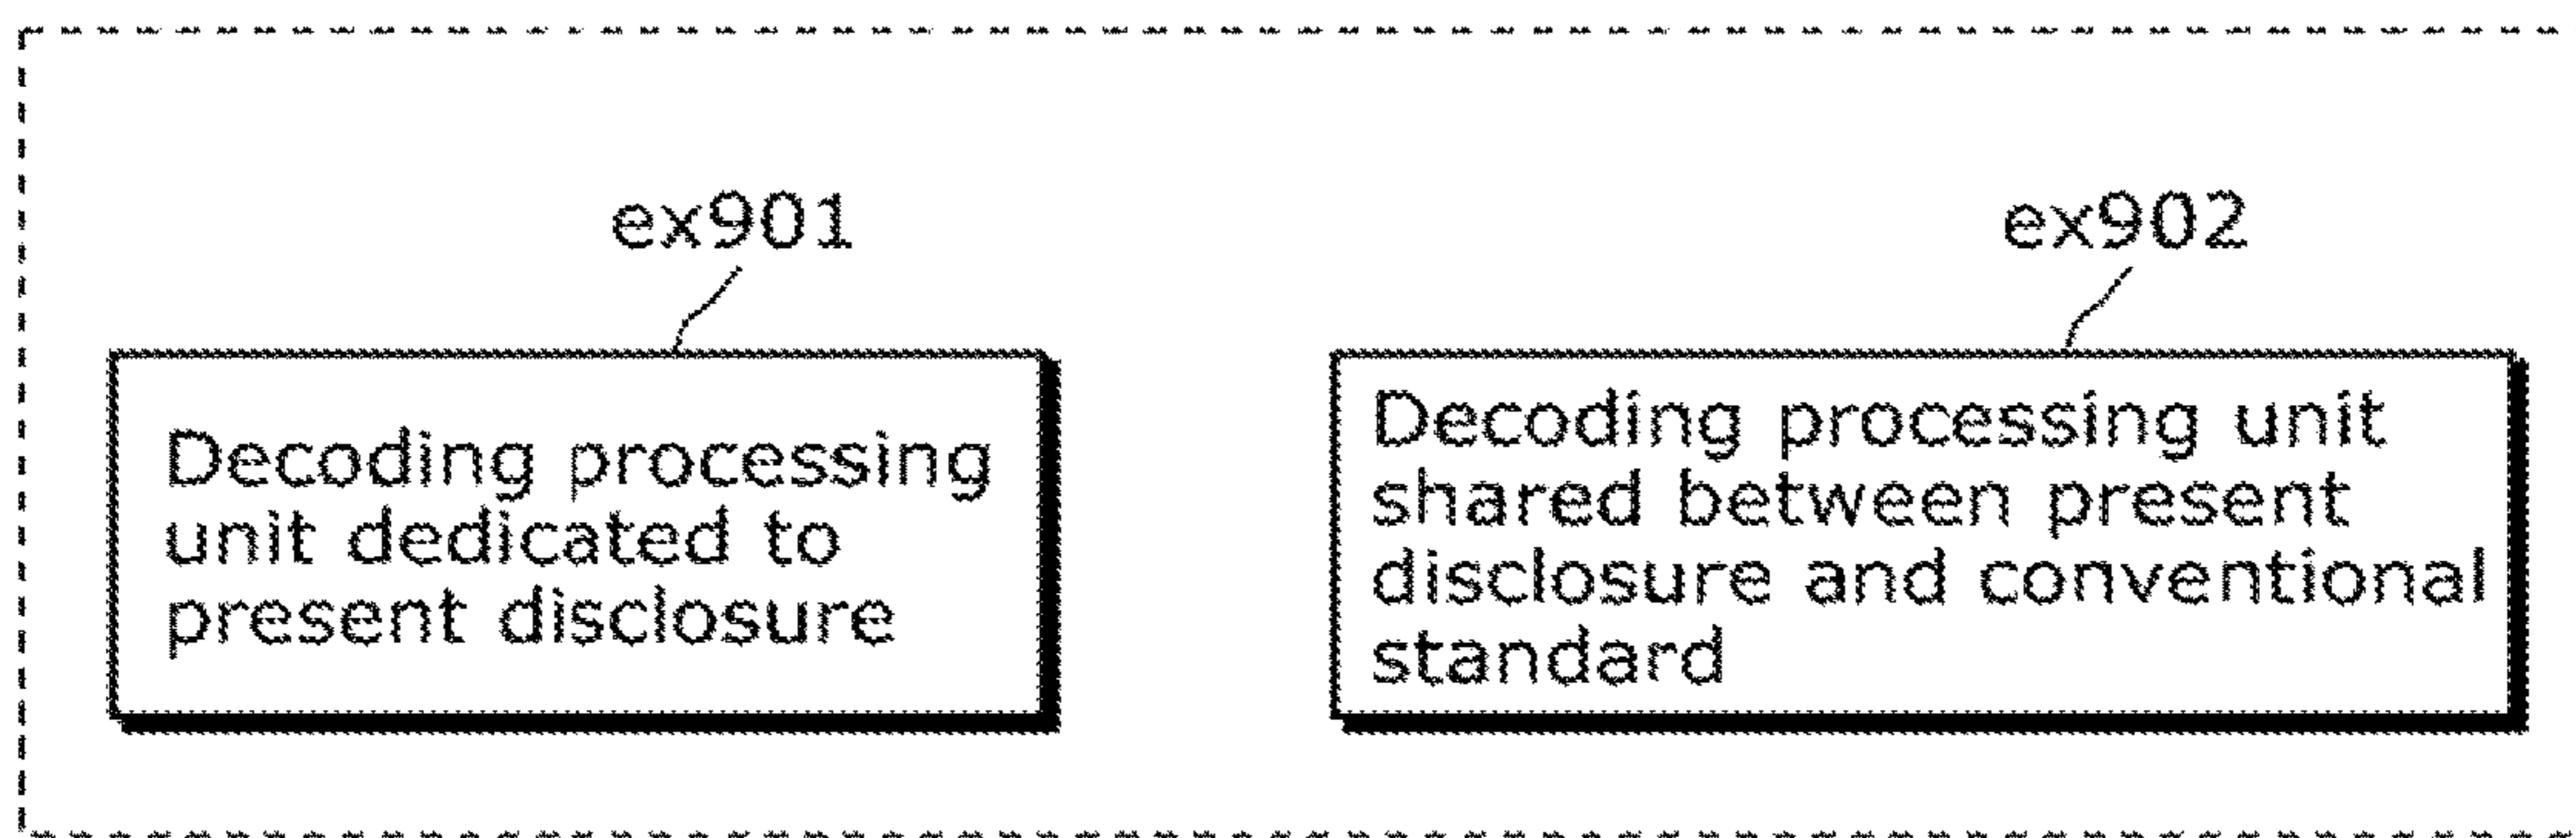 ex901
ex902
Decoding processing
unit dedicated to
present disclosure
Decoding processing unit
shared between present
disclosure and conventional
standard